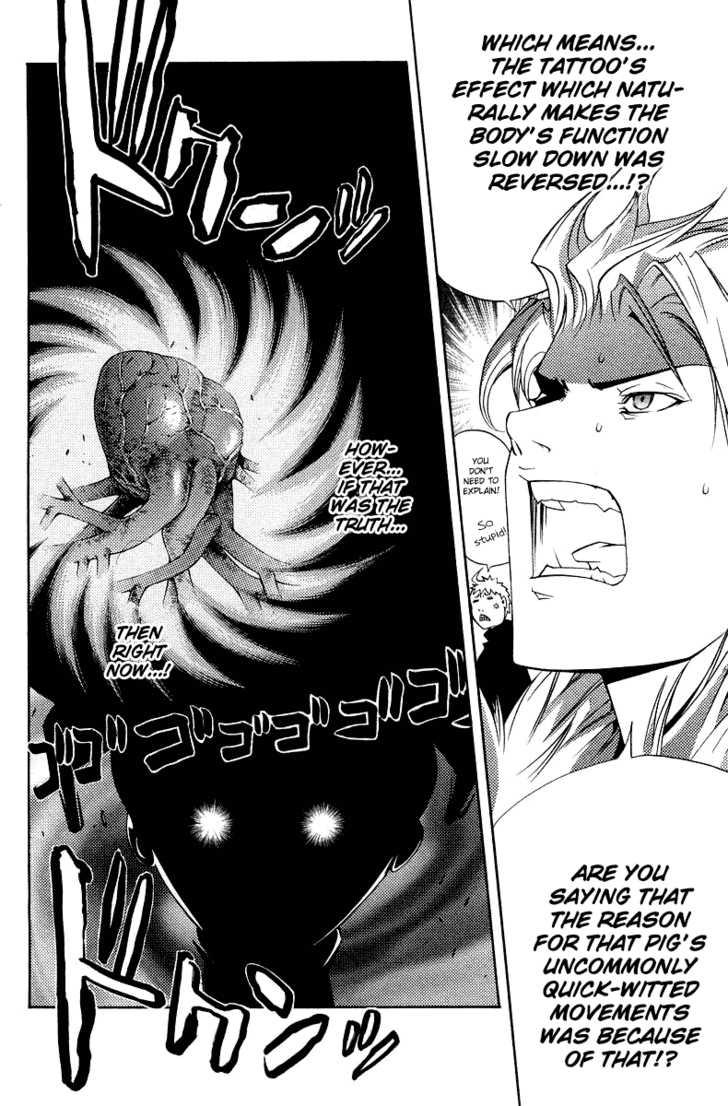 WHICH MEANS...
THE TATTOO'S
EFFECT WHICH NATU-
RALLY MAKES THE
BODY'S FUNCTION
SLOW DOWN WAS
REVERSED...!?
YOU
DON'T
NEED TO
EXPLAIN!
So
stupid!
ARE YOU
SAYING THAT
THE REASON
FOR THAT PIG'S
UNCOMMONLY
QUICK-WITTED
MOVEMENTS
WAS BECAUSE
OF THAT!?
ドクンッ
HOW-
EVER...
IF THAT
WAS THE
TRUTH...
THEN
RIGHT
NOW...!
ゴゴゴゴゴゴゴ
ドクンッ